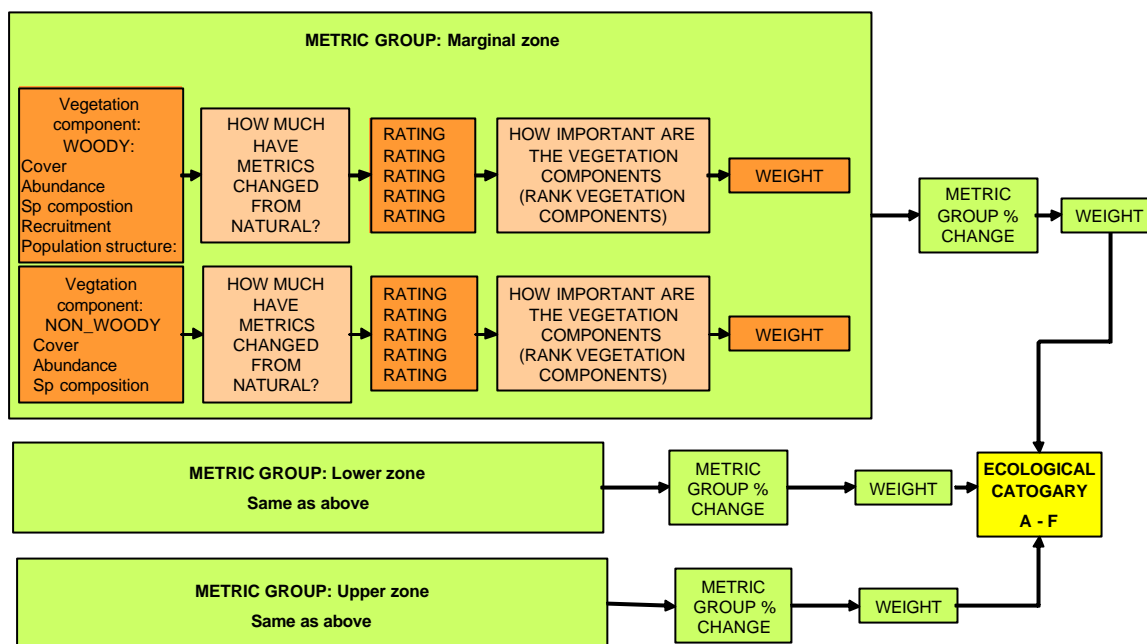 METRIC GROUP: Marginal zone
Vegetation
component:
WOODY:
Cover
Abundance
Sp compostion
Recruitment
Population structure:
HOW MUCH
HAVE
METRICS
CHANGED
FROM
NATURAL?
RATING
RATING
RATING
RATING
RATING
HOW IMPORTANT ARE
THE VEGETATION
COMPONENTS
(RANK VEGETATION
COMPONENTS)
WEIGHT
METRIC
GROUP %
CHANGE
WEIGHT
Vegtation
component:
NON_WOODY
Cover
Abundance
Sp composition
HOW MUCH
HAVE
METRICS
CHANGED
FROM
NATURAL?
RATING
RATING
RATING
RATING
RATING
HOW IMPORTANT ARE
THE VEGETATION
COMPONENTS
(RANK VEGETATION
COMPONENTS)
WEIGHT
METRIC GROUP: Lower zone
Same as above
METRIC
GROUP %
CHANGE
WEIGHT
ECOLOGICAL
CATOGARY
A - F
METRIC GROUP: Upper zone
Same as above
METRIC
GROUP %
CHANGE
WEIGHT